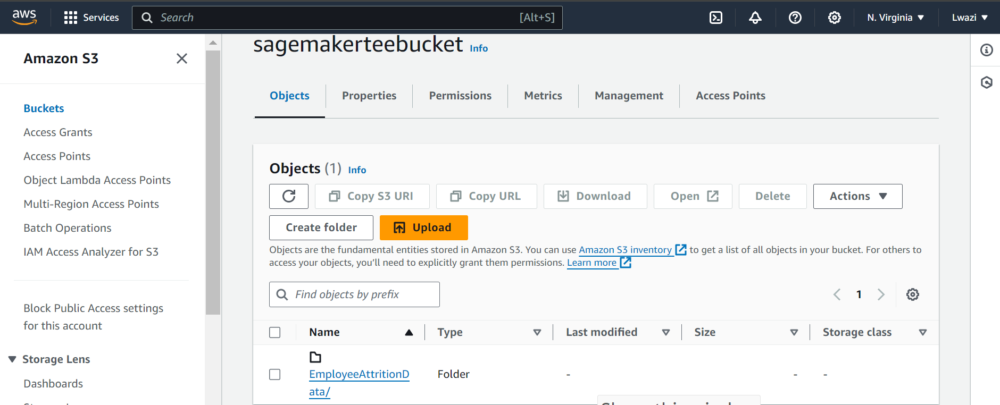 aws
Services
Search
[Alt+S]
N. Virginia
Lwazi
Amazon S3
Buckets
Access Grants
Access Points
Object Lambda Access Points
Multi-Region Access Points
Batch Operations
IAM Access Analyzer for S3
Block Public Access settings
for this account
Storage Lens
Dashboards
sagemakerteebucket Info
Objects
Properties
Permissions
Metrics
Management
Access Points
Objects (1) Info
Copy S3 URI
Copy URL
Download
Open
Delete
Actions
Create folder
Upload
Objects are the fundamental entities stored in Amazon S3. You can use Amazon S3 inventory to get a list of all objects in your bucket. For others to
access your objects, you’ll need to explicitly grant them permissions. Learn more
Find objects by prefix
1
Name
Type
Last modified
Size
Storage class
EmployeeAttritionD
ata/
Folder
-
-
-